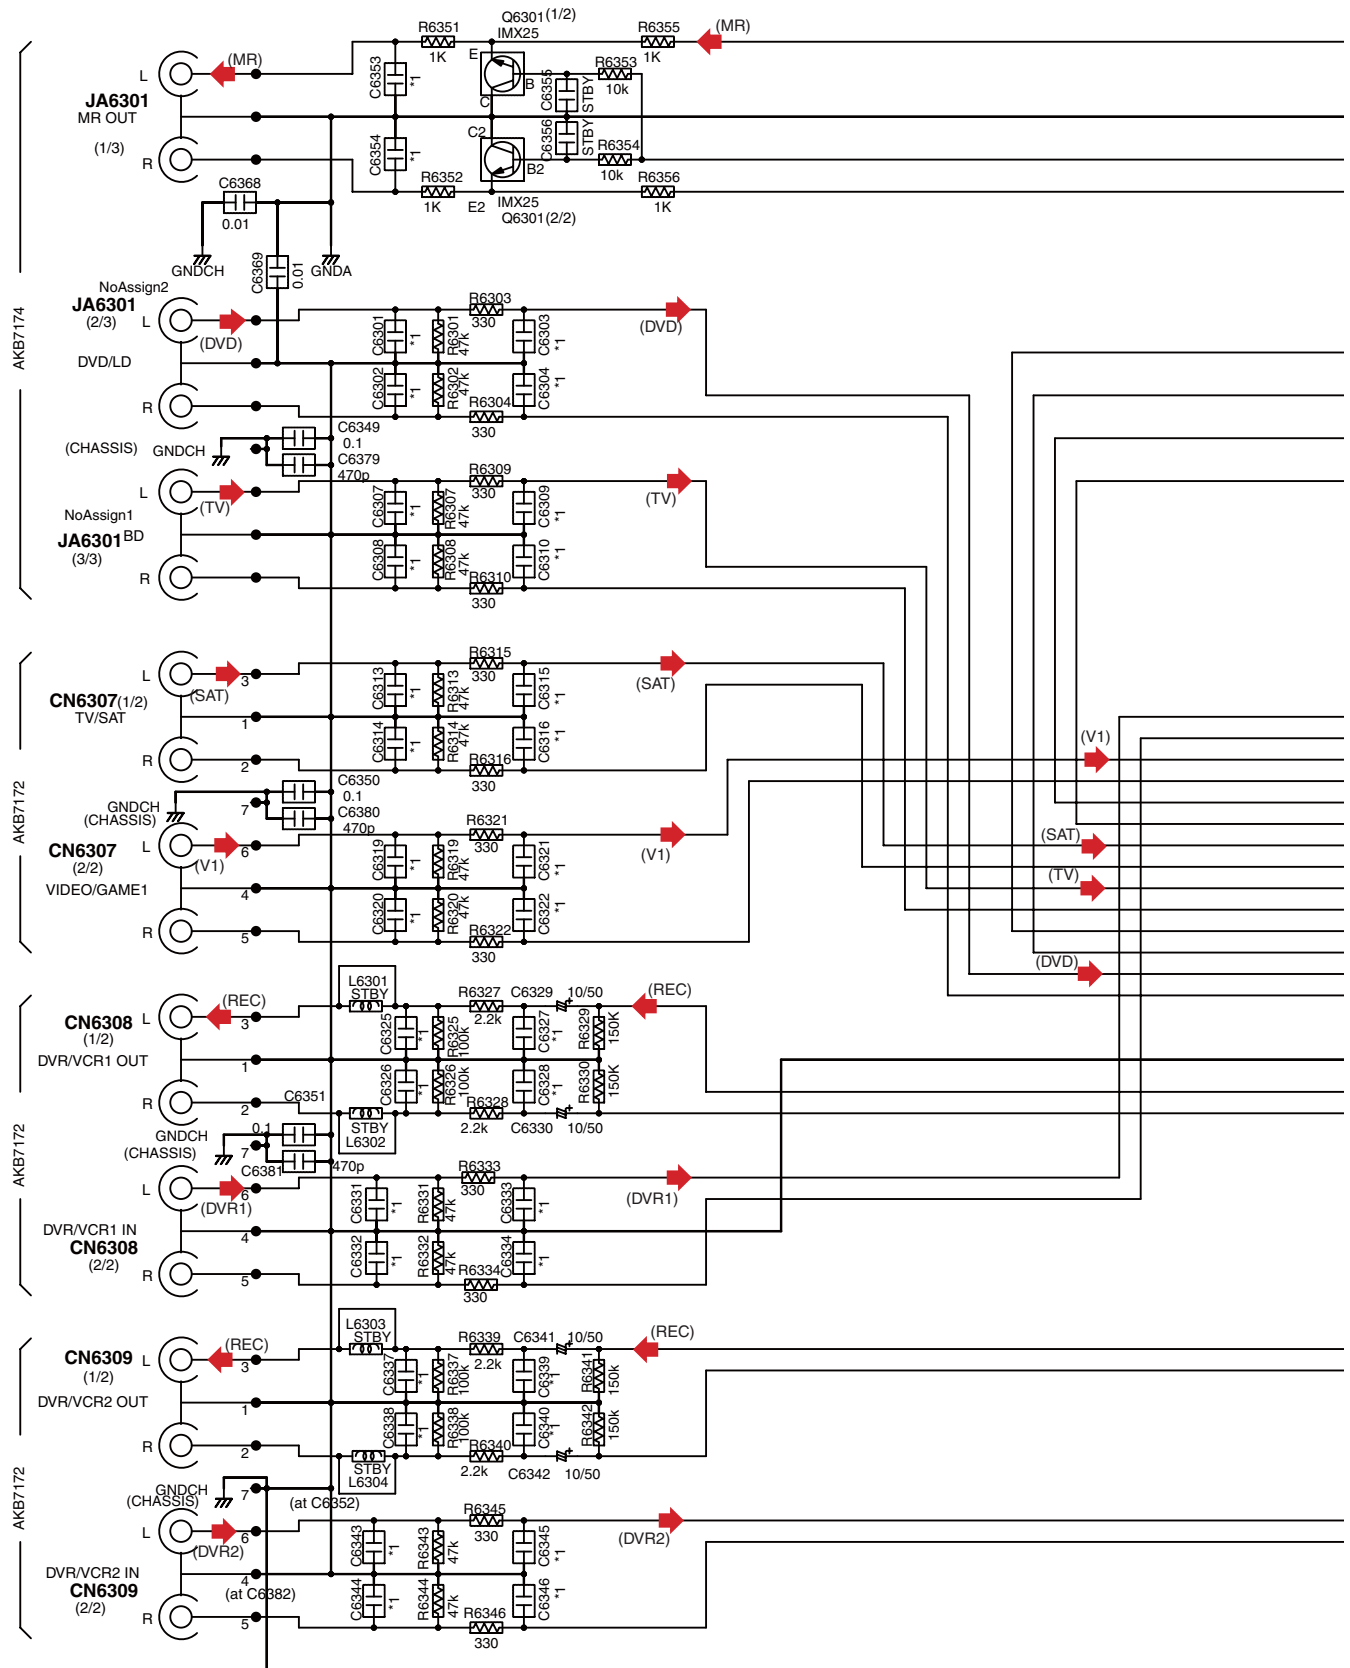 Q6301 (1/2)
R6351
IMX25
R6355
(MR)
1K
E
1K
(MR)
L
C6353
*1
B
C
C6355
STBY
R6353
10k
JA6301
MR OUT
(1/3)
R
C6354
*1
C2
B2
C6356
STBY
R6354
10k
C6368
0.01
R6352
1K
E2
IMX25
Q6301 (2/2)
R6356
1K
GNDCH
C6369
0.01
GNDA
AKB7174
NoAssign2
JA6301
(2/3)
L
(DVD)
DVD/LD
R
C6301
*1
R6301
47k
R6303
330
C6303
*1
(DVD)
C6302
*1
R6302
47k
C6304
*1
R6304
330
(CHASSIS)
GNDCH
C6349
0.1
C6379
470p
L
(TV)
NoAssign1
JA6301 BD
(3/3)
R
C6307
*1
R6307
47k
R6309
330
C6309
*1
(TV)
C6308
*1
R6308
47k
C6310
*1
R6310
330
AKB7172
L
3
(SAT)
CN6307 (1/2)
TV/SAT
1
R
2
C6313
*1
R6313
47k
R6315
330
C6315
*1
(SAT)
C6314
*1
R6314
47k
C6316
*1
R6316
330
(V1)
GNDCH
(CHASSIS)
7
C6350
0.1
C6380
470p
L
6
(V1)
CN6307
(2/2)
VIDEO/GAME1
4
R
5
C6319
*1
R6319
47k
R6321
330
C6321
*1
(V1)
C6320
*1
R6320
47k
C6322
*1
R6322
330
(SAT)
(TV)
(DVD)
AKB7172
(REC)
CN6308
(1/2)
L
3
DVR/VCR1 OUT
1
R
2
L6301
STBY
C6325
*1
R6325
100k
R6327
2.2k
C6329
10/50
C6327
*1
R6329
150K
(REC)
C6326
*1
R6326
100k
C6328
*1
R6330
150K
R6328
2.2k
C6330
10/50
STBY
L6302
C6351
0.1
GNDCH
(CHASSIS)
7
C6381
470p
L
6
(DVR1)
DVR/VCR1 IN
CN6308
(2/2)
4
R
5
C6331
*1
R6331
47k
R6333
330
C6333
*1
(DVR1)
C6332
*1
R6332
47k
C6334
*1
R6334
330
AKB7172
(REC)
CN6309
(1/2)
L
3
DVR/VCR2 OUT
1
R
2
L6303
STBY
C6337
*1
R6337
100k
R6339
2.2k
C6341
10/50
C6339
*1
R6341
150k
(REC)
C6338
*1
R6338
100k
C6340
*1
R6342
150k
R6340
2.2k
C6342
10/50
STBY
L6304
GNDCH
(CHASSIS)
7
(at C6352)
L
6
(DVR2)
DVR/VCR2 IN
CN6309
(2/2)
4
(at C6382)
R
5
C6343
*1
R6343
47k
R6345
330
C6345
*1
(DVR2)
C6344
*1
R6344
47k
C6346
*1
R6346
330
AKB7172